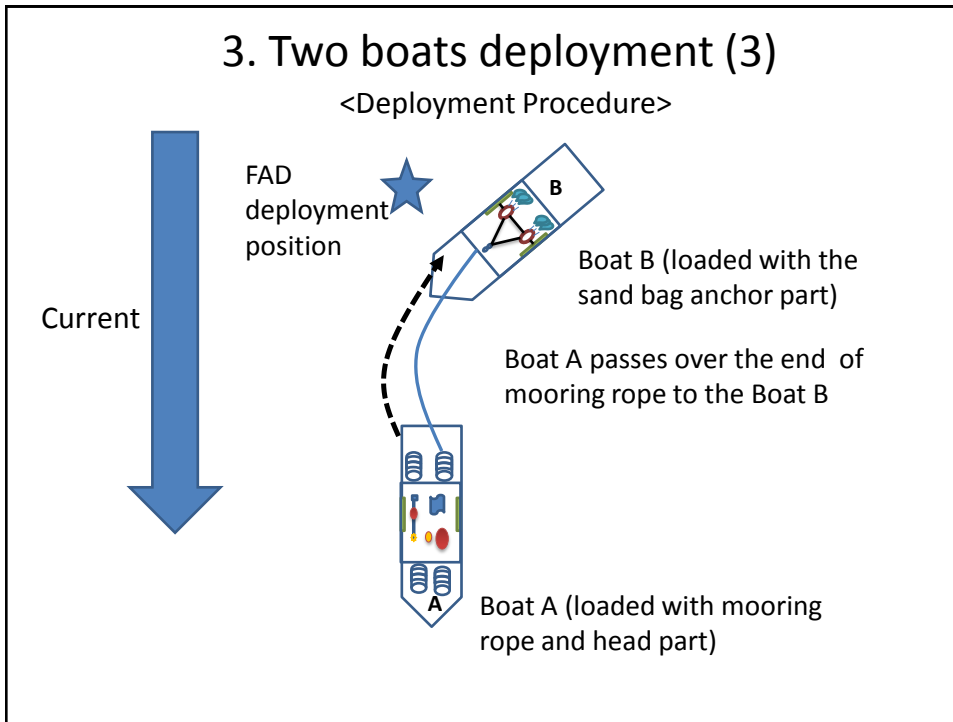 3. Two boats deployment (3)
<Deployment Procedure>
FAD
deployment
position
B
Boat B (loaded with the
sand bag anchor part)
Current
Boat A passes over the end of
mooring rope to the Boat B
A
Boat A (loaded with mooring
rope and head part)